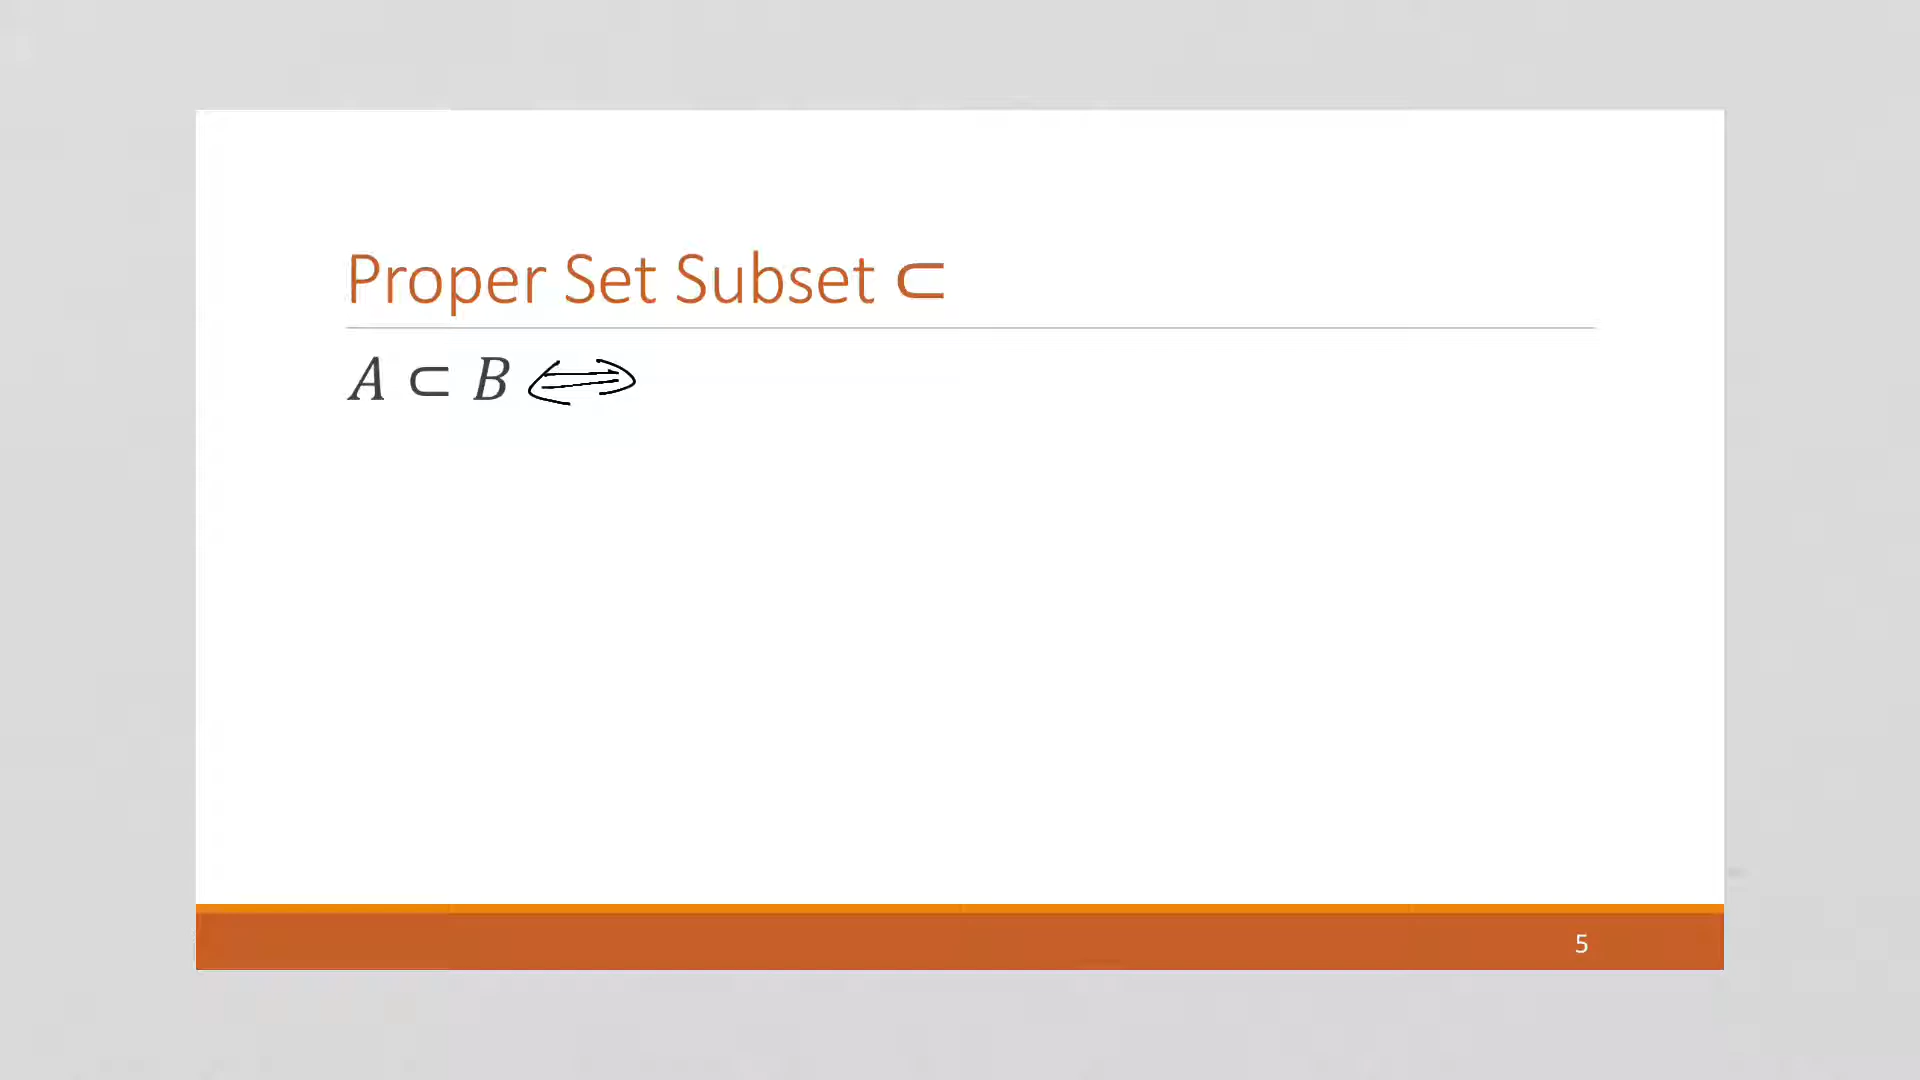 Proper Set Subset ⊂
A ⊂ B ⟺
5